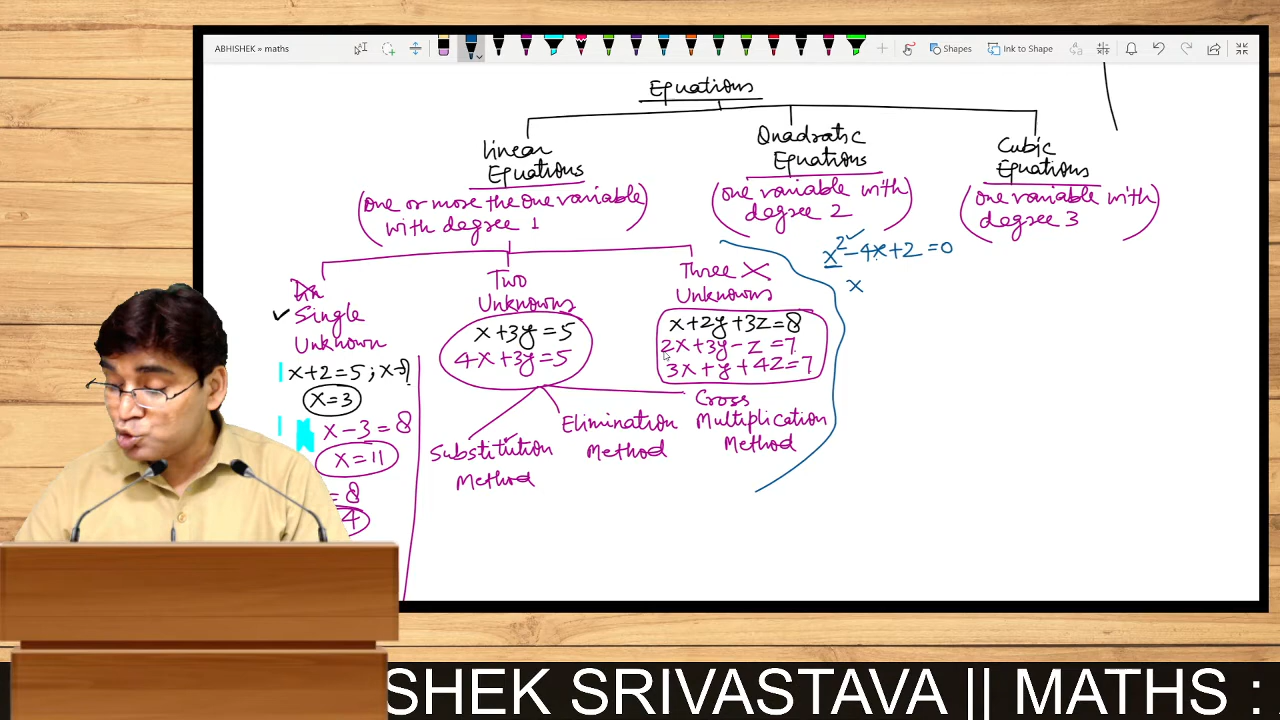 ABHISHEK » maths
Shapes
Ink to Shape
Equations
Linear
Equations
(one or more the one variable
with degree 1)
Quadratic
Equations
(one variable with
degree 2)
Cubic
Equations
(one variable with
degree 3)
x²-4x+2=0
x
Single
Unknown
x+2=5; x=?
x=3
x-3=8
x=11
=8
4
Two
Unknowns
x+3y=5
4x+3y=5
Three
Unknowns
x+2y+3z=8
2x+3y-z=7
3x+y+4z=7
Substitution
Method
Elimination
Method
Cross
Multiplication
Method
SHEK SRIVASTAVA || MATHS :